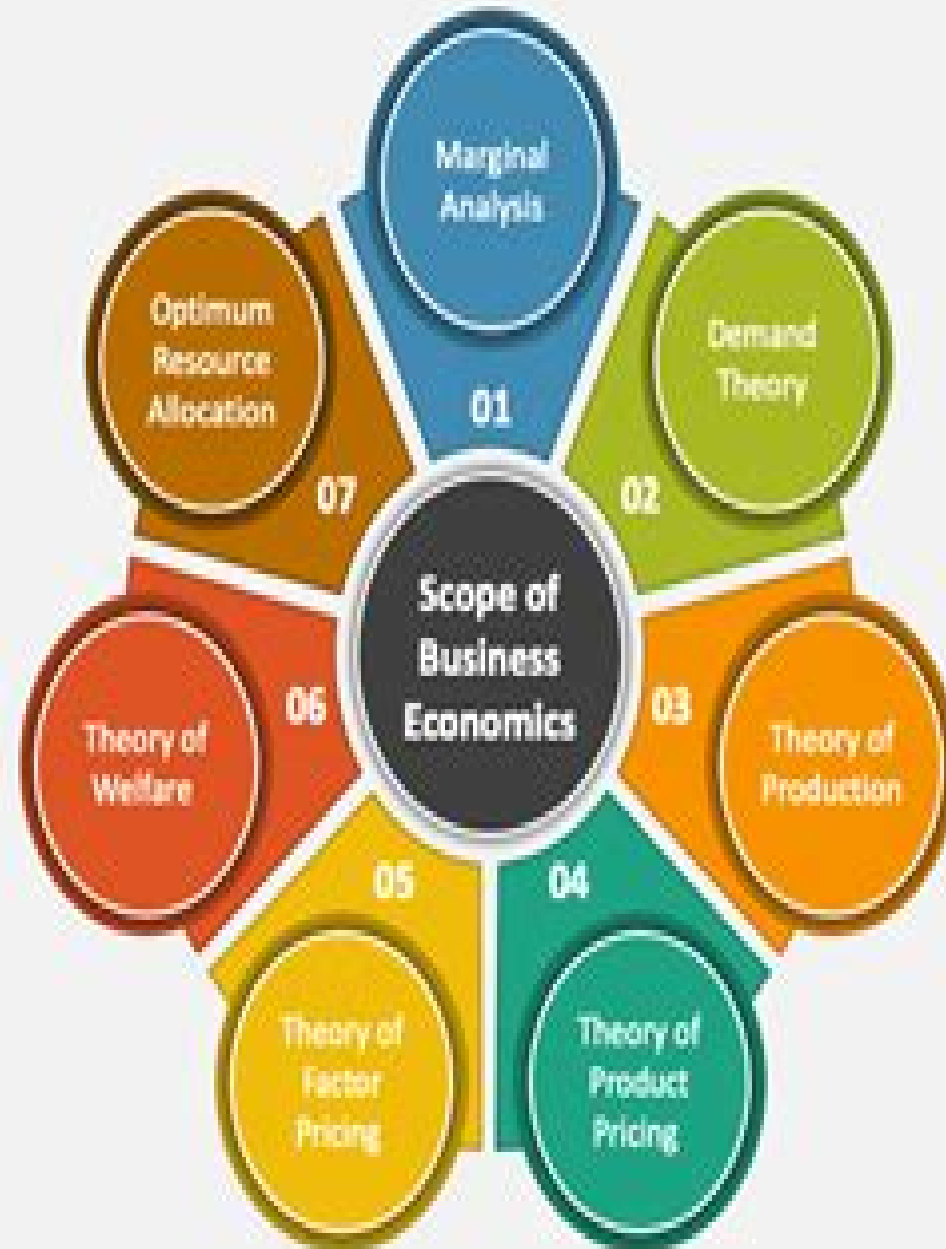 Marginal
Analysis
01
Demand
Theory
02
Theory of
Production
03
Theory of
Product
Pricing
04
Theory of
Factor
Pricing
05
Theory of
Welfare
06
Optimum
Resource
Allocation
07
Scope of
Business
Economics